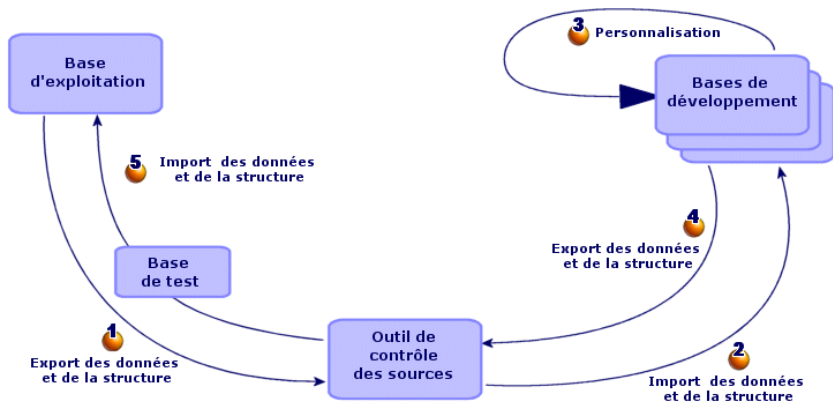 3 Personnalisation
Base
d'exploitation
Bases de
développement
5 Import des données
et de la structure
4
Export des données
et de la structure
Base
de test
1
Export des données
et de la structure
Outil de
contrôle
des sources
2
Import des données
et de la structure